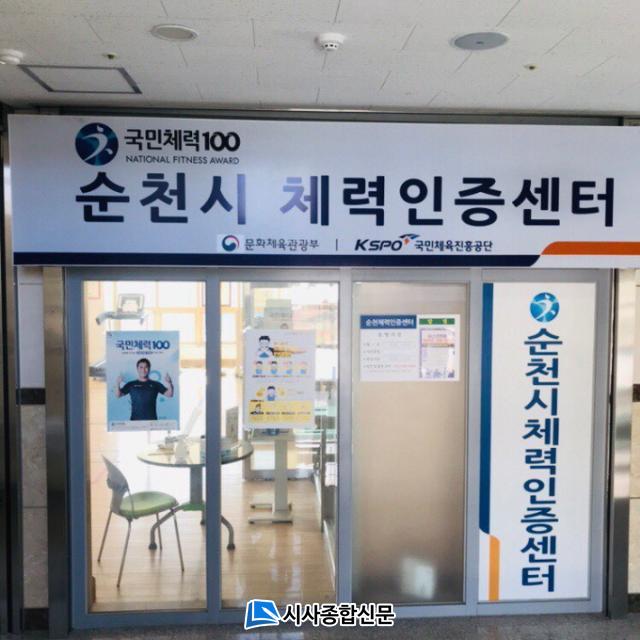 국민체력100
NATIONAL FITNESS AWARD
순천시 체력인증센터
문화체육관광부 | KSPO 국민체육진흥공단
국민체력100
순천체력인증센터
순천시체력인증센터
시사종합신문